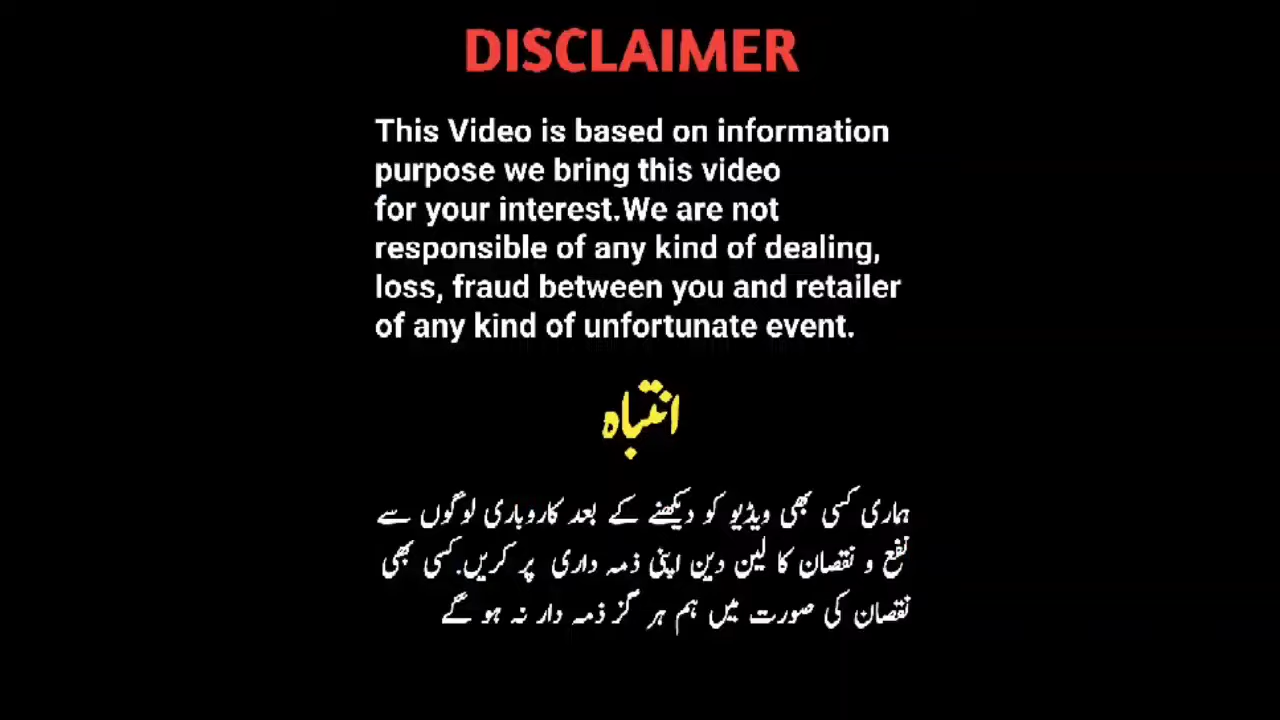 DISCLAIMER
This Video is based on information
purpose we bring this video
for your interest.We are not
responsible of any kind of dealing,
loss, fraud between you and retailer
of any kind of unfortunate event.
انتباہ
ہماری کسی بھی ویڈیو کو دیکھنے کے بعد کاروباری لوگوں سے
نفع و نقصان کا لین دین اپنی ذمہ داری پر کریں.کسی بھی
نقصان کی صورت میں ہم ہر گز ذمہ دار نہ ہو گے